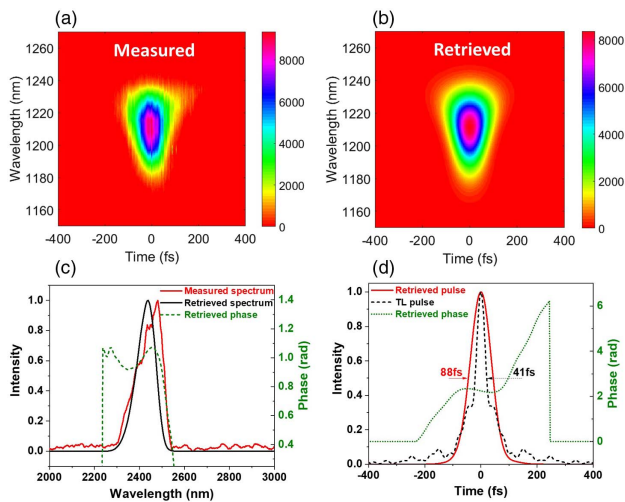 (a)
Measured
Wavelength (nm)
1260
1240
1220
1200
1180
1160
-400 -200 0 200 400
Time (fs)
8000
6000
4000
2000
0
(b)
Retrieved
Wavelength (nm)
1260
1240
1220
1200
1180
1160
-400 -200 0 200 400
Time (fs)
8000
6000
4000
2000
0
(c)
Measured spectrum
Retrieved spectrum
Retrieved phase
Intensity
1.0
0.8
0.6
0.4
0.2
0.0
1.4
1.2
1.0
0.8
0.6
0.4
Phase (rad)
2000 2200 2400 2600 2800 3000
Wavelength (nm)
(d)
Retrieved pulse
TL pulse
Retrieved phase
88fs
41fs
Intensity
1.0
0.8
0.6
0.4
0.2
0.0
6
4
2
0
Phase (rad)
-400 -200 0 200 400
Time (fs)